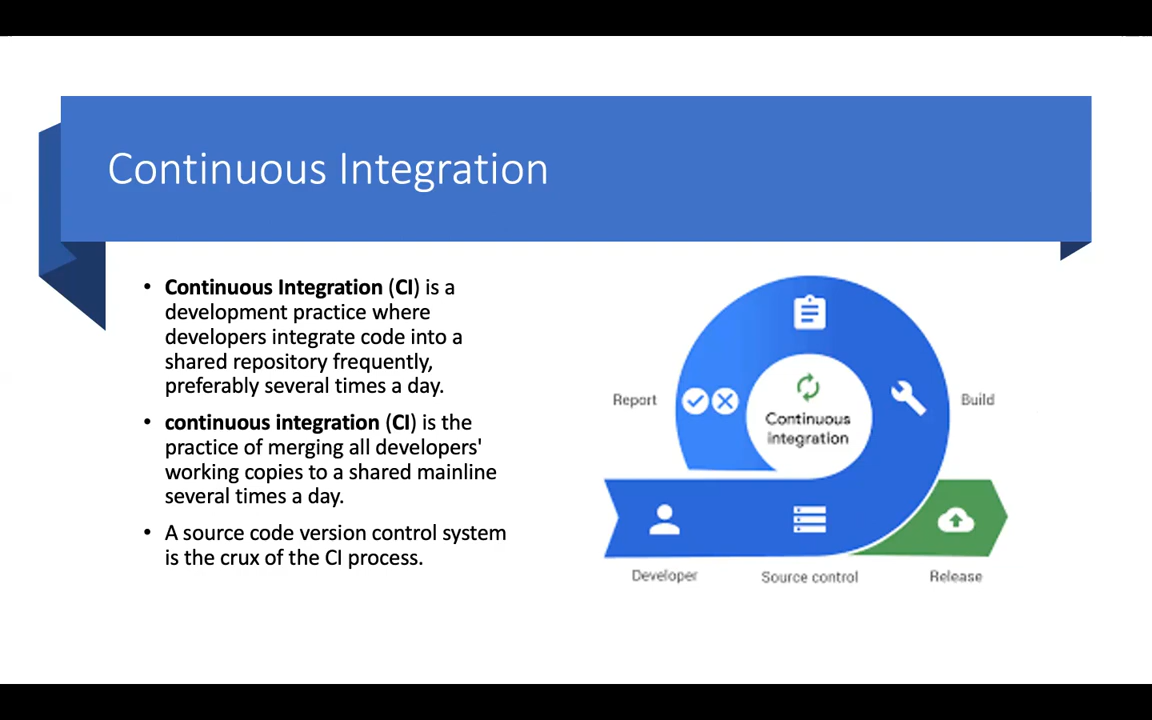 Continuous Integration
• Continuous Integration (CI) is a
development practice where
developers integrate code into a
shared repository frequently,
preferably several times a day.
• continuous integration (CI) is the
practice of merging all developers'
working copies to a shared mainline
several times a day.
• A source code version control system
is the crux of the CI process.
Report
Continuous
integration
Build
Developer
Source control
Release